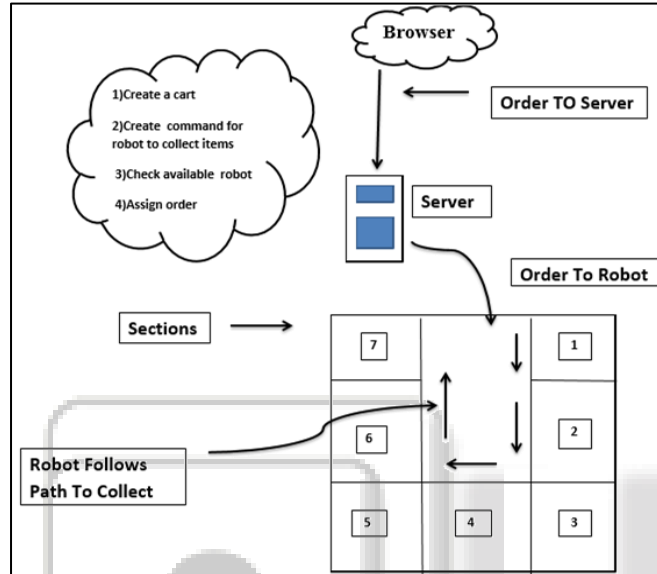 Browser
1)Create a cart
2)Create command for
robot to collect items
3)Check available robot
4)Assign order
Order TO Server
Server
Order To Robot
Sections
7
1
6
2
Robot Follows
Path To Collect
5
4
3